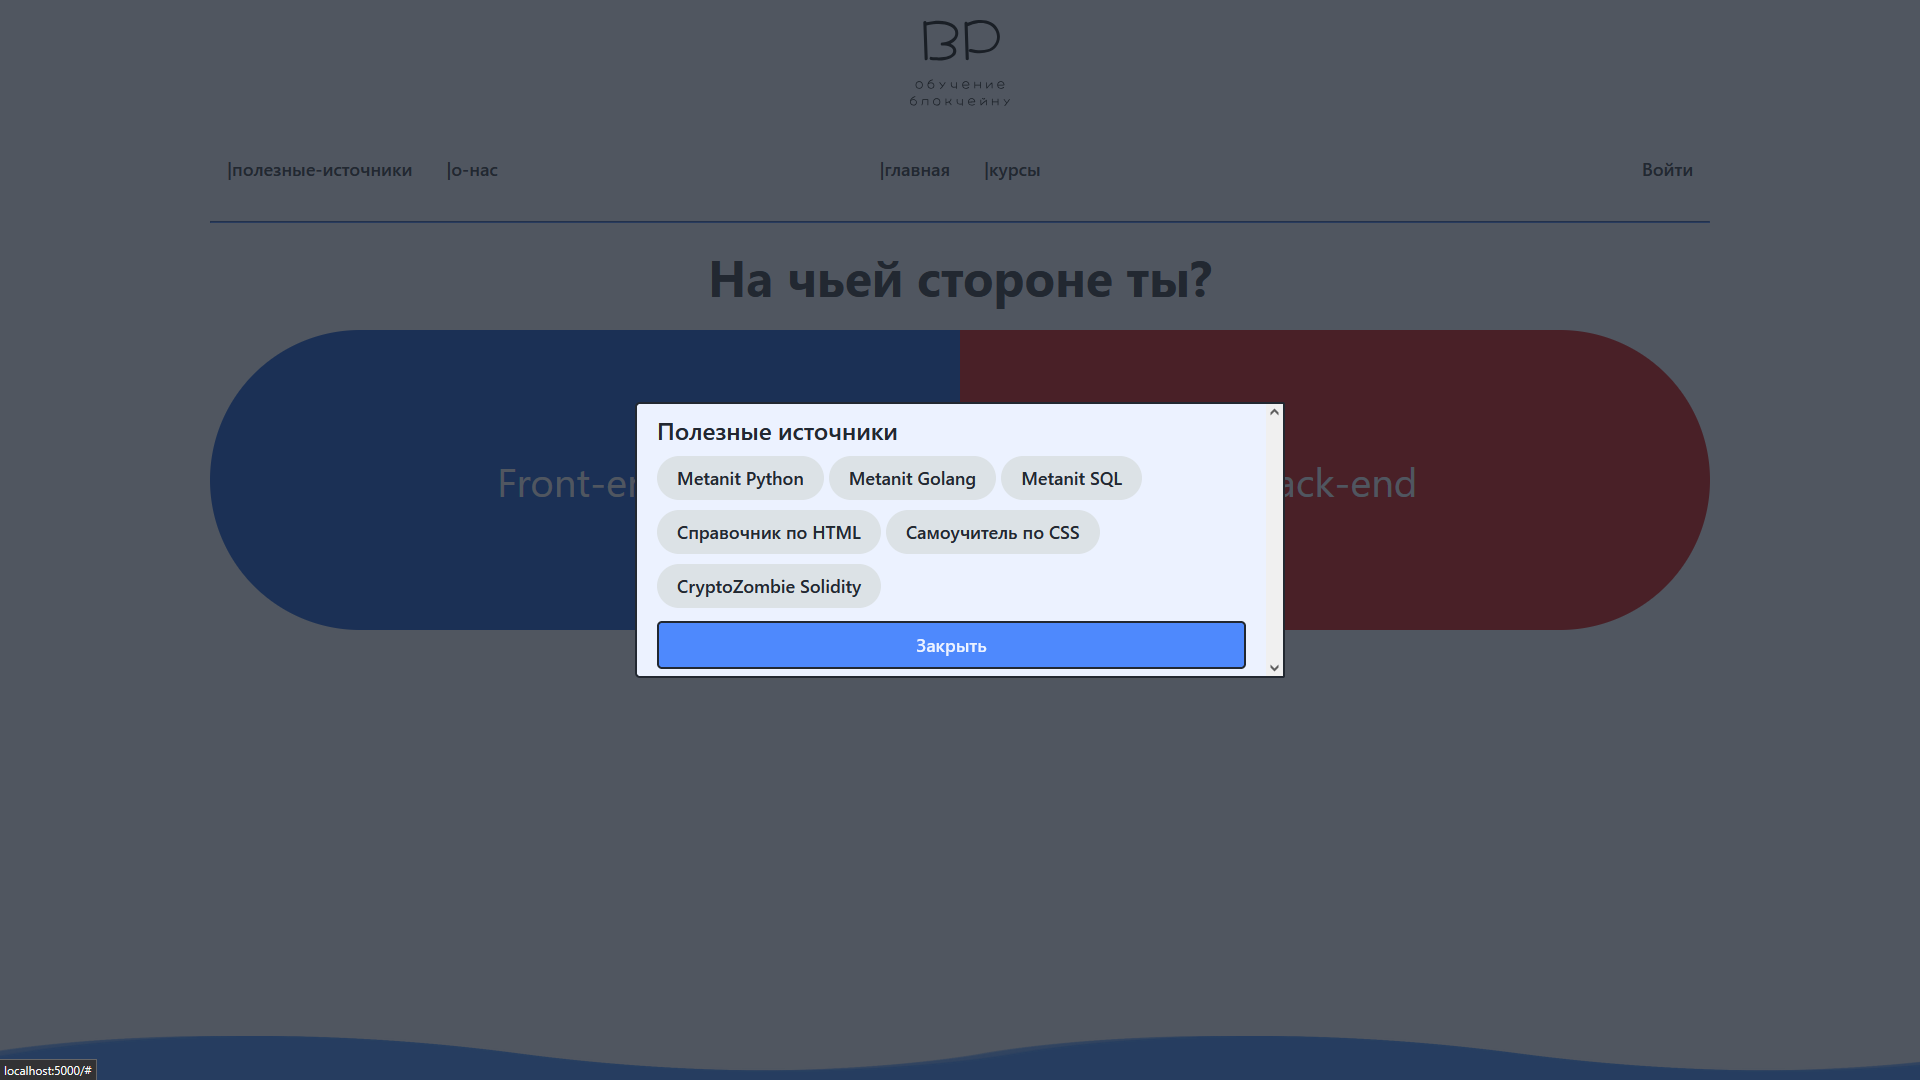 BP
обучение
блокчейну
|полезные-источники |о-нас |главная |курсы Войти
На чьей стороне ты?
Полезные источники
Metanit Python Metanit Golang Metanit SQL
Front-en ack-end
Справочник по HTML Самоучитель по CSS
CryptoZombie Solidity
Закрыть
localhost:5000/#